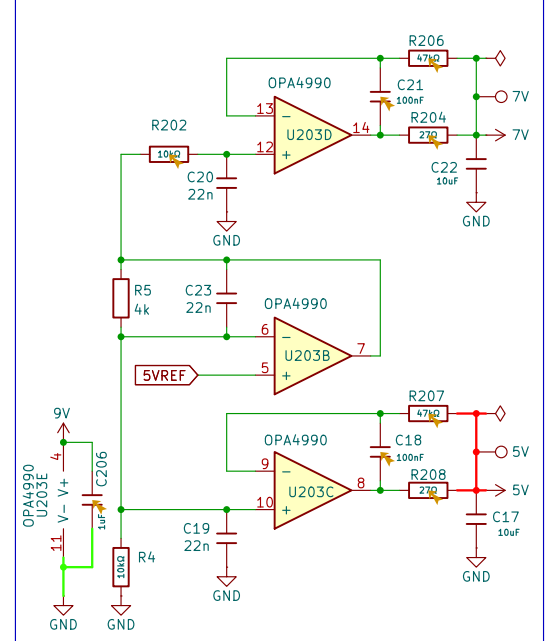 R206
47kΩ
OPA4990
C21
100nF
13
7V
R202
U203D
14
R204
10kΩ
12
27Ω
7V
C20
22n
C22
10uF
GND
GND
R5
4k
C23
22n
OPA4990
6
U203B
7
5VREF
5
R207
47kΩ
9V
OPA4990
C18
100nF
4
C206
9
5V
R208
OPA4990
U203E
V- V+
1uF
U203C
8
27Ω
5V
10
11
C19
22n
C17
10uF
R4
10kΩ
GND
GND
GND
GND